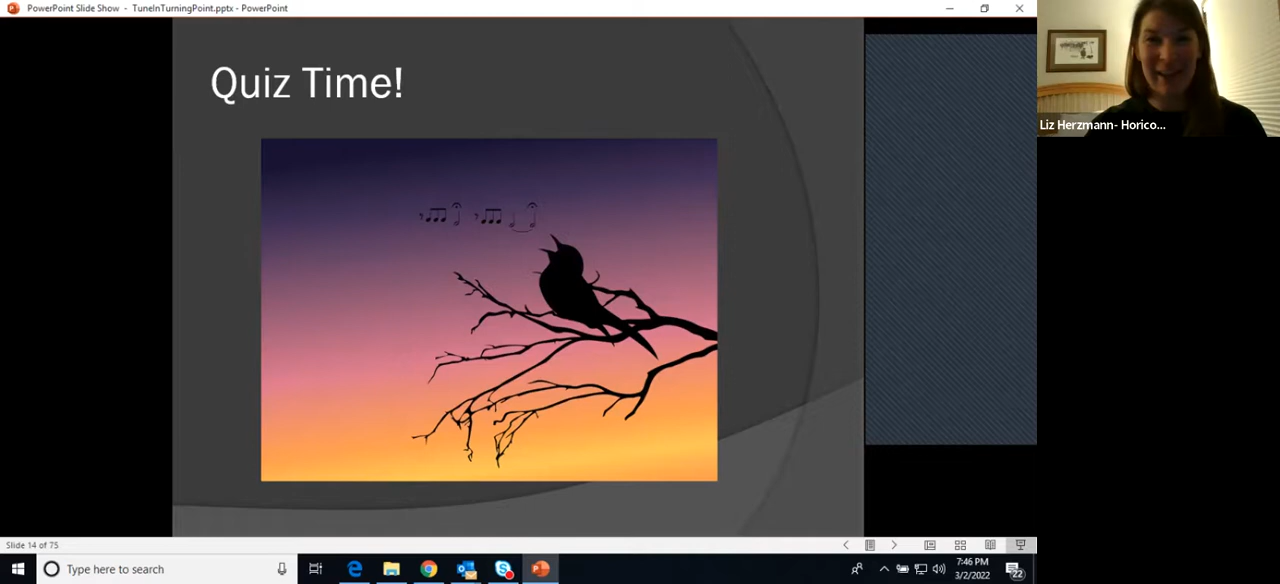 PowerPoint Slide Show - TuneInTurningPoint.pptx - PowerPoint
Quiz Time!
Liz Herzmann- Horico...
Slide 14 of 75
Type here to search
7:46 PM
3/2/2022
22